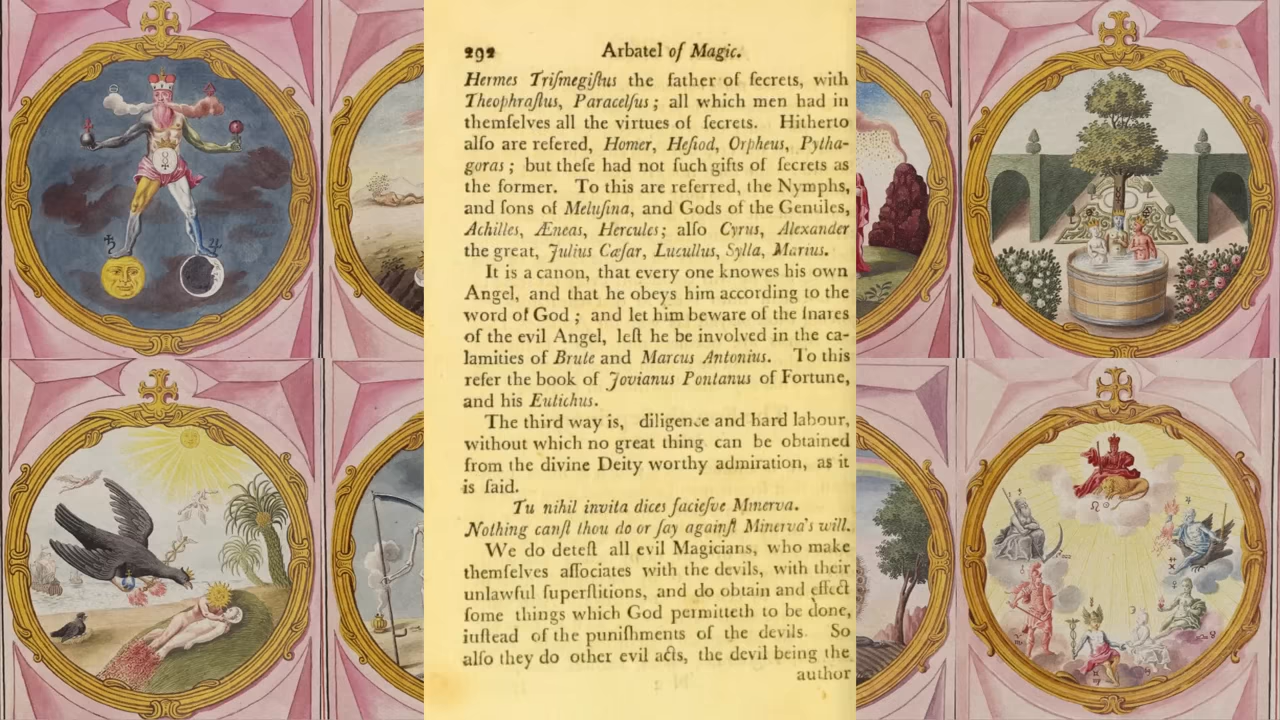 292 Arbatel of Magic.
Hermes Triſmegiſtus the father of ſecrets, with
Theophraſtus, Paracelſus; all which men had in
themſelves all the virtues of ſecrets. Hitherto
alſo are refered, Homer, Heſiod, Orpheus, Pytha-
goras; but theſe had not ſuch gifts of ſecrets as
the former. To this are referred, the Nymphs,
and ſons of Meluſina, and Gods of the Gentiles,
Achilles, Æneas, Hercules; alſo Cyrus, Alexander
the great, Julius Cæſar, Lucullus, Sylla, Marius.
It is a canon, that every one knowes his own
Angel, and that he obeys him according to the
word of God; and let him beware of the ſnares
of the evil Angel, leſt he be involved in the ca-
lamities of Brute and Marcus Antonius. To this
refer the book of Jovianus Pontanus of Fortune,
and his Eutichus.
The third way is, diligence and hard labour,
without which no great thing can be obtained
from the divine Deity worthy admiration, as it
is ſaid.
Tu nihil invita dices facieſve Minerva.
Nothing canſt thou do or ſay againſt Minerva's will.
We do deteſt all evil Magicians, who make
themſelves aſſociates with the devils, with their
unlawful ſuperſtitions, and do obtain and effect
ſome things which God permitteth to be done,
inſtead of the puniſhments of the devils. So
alſo they do other evil acts, the devil being the
author